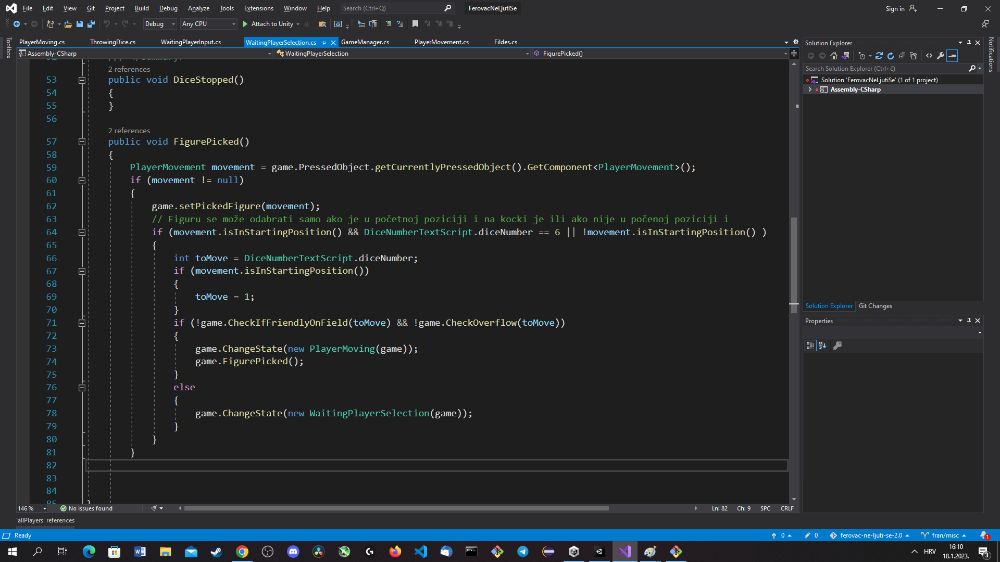 File Edit View Git Project Build Debug Analyze Tools Extensions Window Help Search (Ctrl+Q) FerovacNeLjutiSe Sign in
Debug Any CPU Attach to Unity
Toolbox
PlayerMoving.cs ThrowingDice.cs WaitingPlayerInput.cs WaitingPlayerSelection.cs GameManager.cs PlayerMovement.cs Fildes.cs
Assembly-CSharp WaitingPlayerSelection FigurePicked()
2 references
53 public void DiceStopped()
54 {
55 }
56
2 references
57 public void FigurePicked()
58 {
59 PlayerMovement movement = game.PressedObject.getCurrentlyPressedObject().GetComponent<PlayerMovement>();
60 if (movement != null)
61 {
62 game.setPickedFigure(movement);
63 // Figuru se može odabrati samo ako je u početnoj poziciji i na kocki je ili ako nije u počenoj poziciji i
64 if (movement.isInStartingPosition() && DiceNumberTextScript.diceNumber == 6 || !movement.isInStartingPosition() )
65 {
66 int toMove = DiceNumberTextScript.diceNumber;
67 if (movement.isInStartingPosition())
68 {
69 toMove = 1;
70 }
71 if (!game.CheckIfFriendlyOnField(toMove) && !game.CheckOverflow(toMove))
72 {
73 game.ChangeState(new PlayerMoving(game));
74 game.FigurePicked();
75 }
76 else
77 {
78 game.ChangeState(new WaitingPlayerSelection(game));
79 }
80 }
81 }
82
83
84
146 % No issues found Ln: 82 Ch: 9 SPC CRLF
'allPlayers' references
Solution Explorer
Search Solution Explorer (Ctrl+č)
Solution 'FerovacNeLjutiSe' (1 of 1 project)
Assembly-CSharp
Solution Explorer Git Changes
Properties
Notifications
Ready 0 0 ferovac-ne-ljuti-se-2.0 fran/misc 1
HRV 16:10
18.1.2023. 3